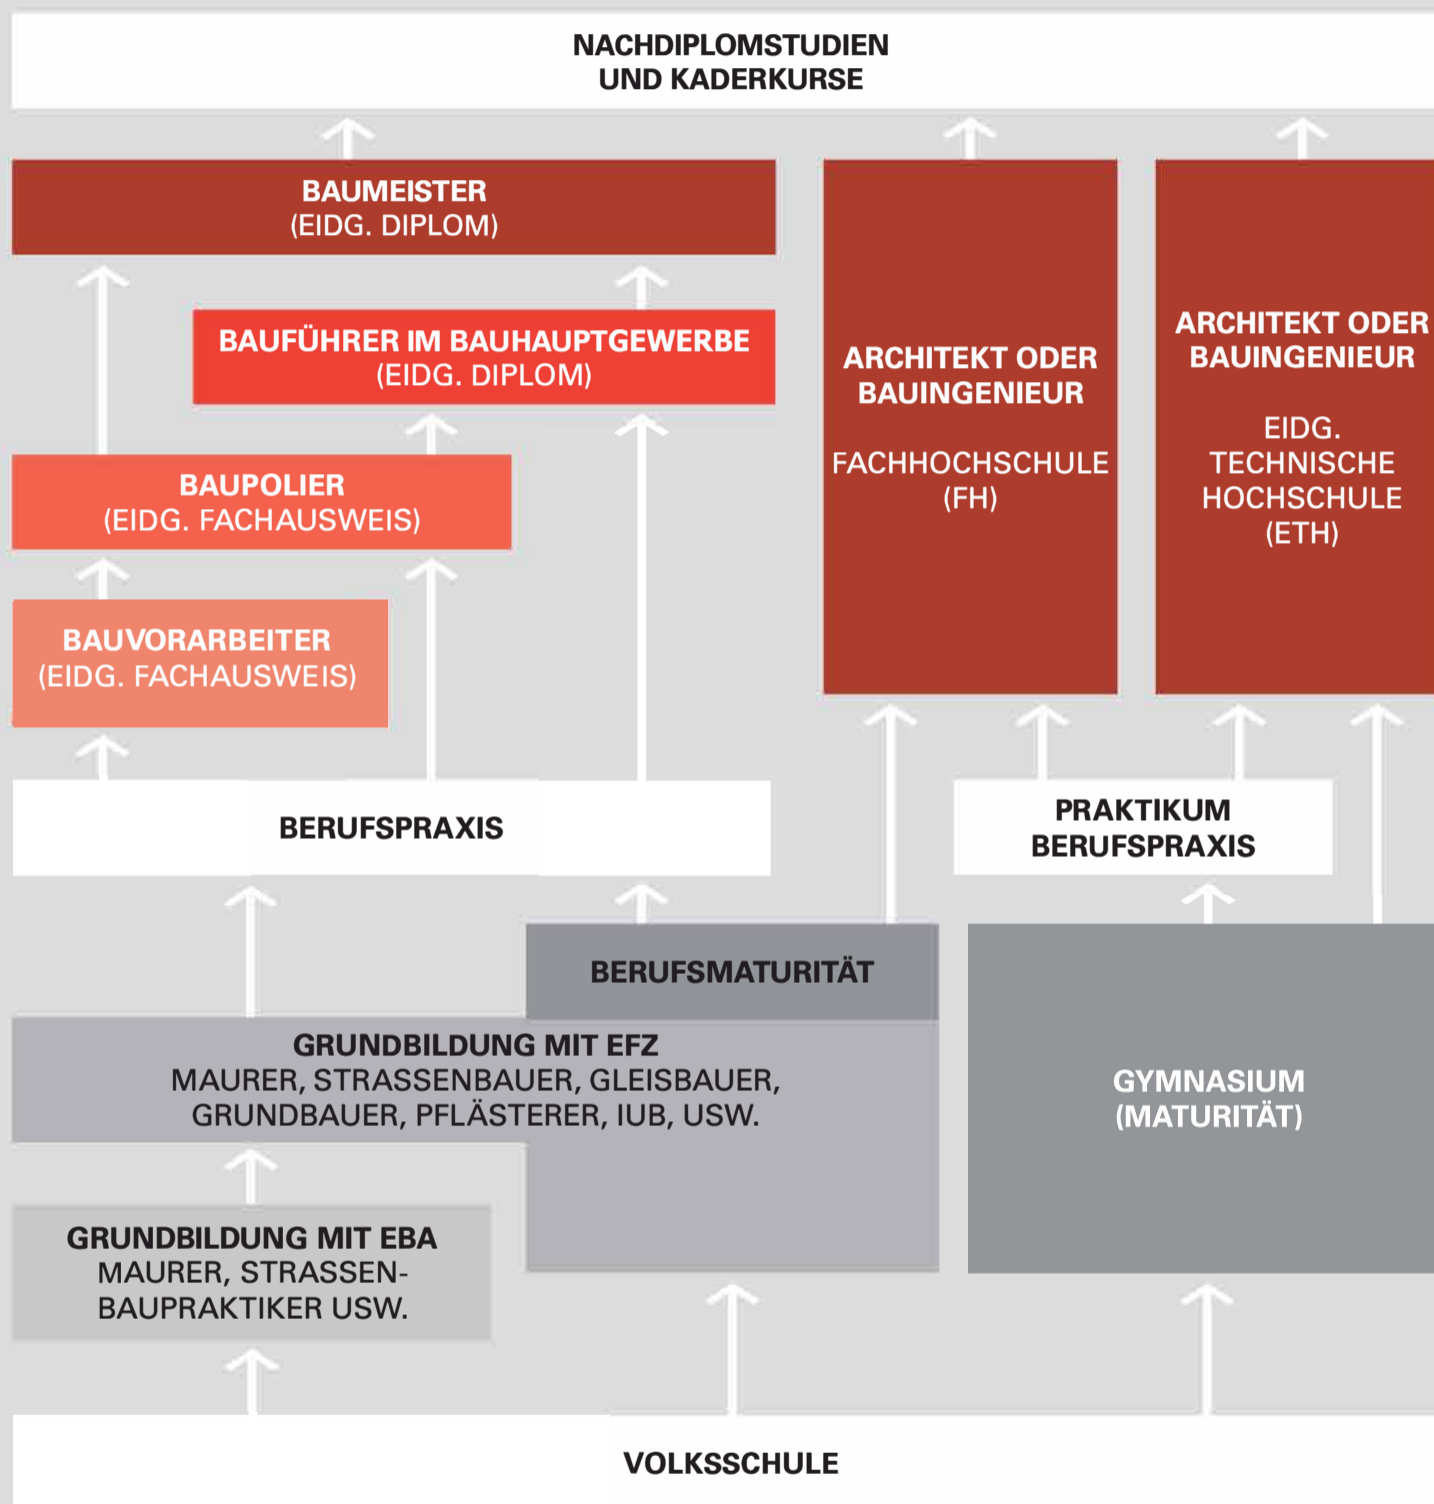 NACHDIPLOMSTUDIEN
UND KADERKURSE
BAUMEISTER
(EIDG. DIPLOM)
BAUFÜHRER IM BAUHAUPTGEWERBE
(EIDG. DIPLOM)
BAUPOLIER
(EIDG. FACHAUSWEIS)
BAUVORARBEITER
(EIDG. FACHAUSWEIS)
ARCHITEKT ODER
BAUINGENIEUR
FACHHOCHSCHULE
(FH)
ARCHITEKT ODER
BAUINGENIEUR
EIDG.
TECHNISCHE
HOCHSCHULE
(ETH)
BERUFSPRAXIS
PRAKTIKUM
BERUFSPRAXIS
BERUFSMATURITÄT
GRUNDBILDUNG MIT EFZ
MAURER, STRASSENBAUER, GLEISBAUER,
GRUNDBAUER, PFLÄSTERER, IUB, USW.
GYMNASIUM
(MATURITÄT)
GRUNDBILDUNG MIT EBA
MAURER, STRASSEN-
BAUPRAKTIKER USW.
VOLKSSCHULE